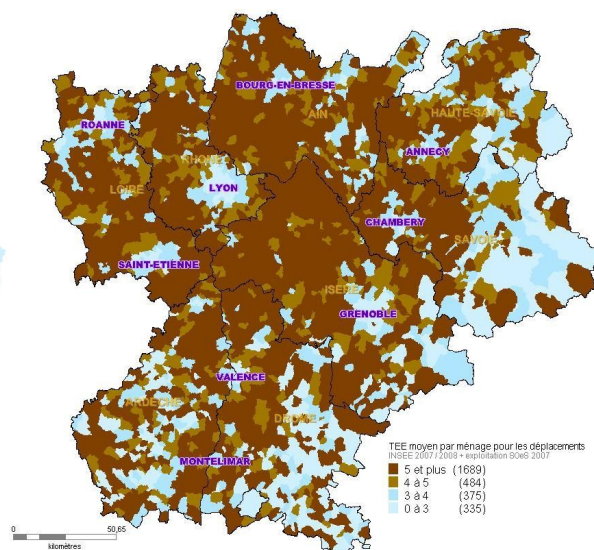 BOURG-EN-BRESSE
AIN
HAUTE-SAVOIE
ROANNE
ANNECY
RHONE
LOIRE
LYON
CHAMBERY
SAVOIE
SAINT-ETIENNE
ISERE
GRENOBLE
VALENCE
ARDECHE
DROME
MONTELIMAR
TEE moyen par ménage pour les déplacements
INSEE 2007 / 2008 + exploitation SOeS 2007
5 et plus (1689)
4 à 5 (484)
3 à 4 (375)
0 à 3 (335)
0 50,65
kilomètres